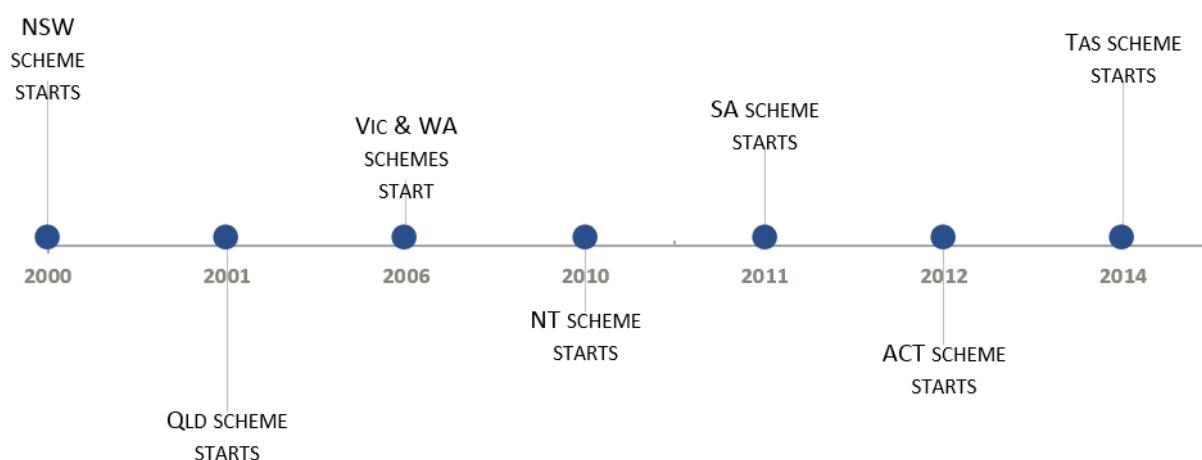 NSW
SCHEME
STARTS
TAS SCHEME
STARTS
SA SCHEME
STARTS
VIC & WA
SCHEMES
START
2000
2001
2006
2010
2011
2012
2014
NT SCHEME
STARTS
ACT SCHEME
STARTS
QLD SCHEME
STARTS